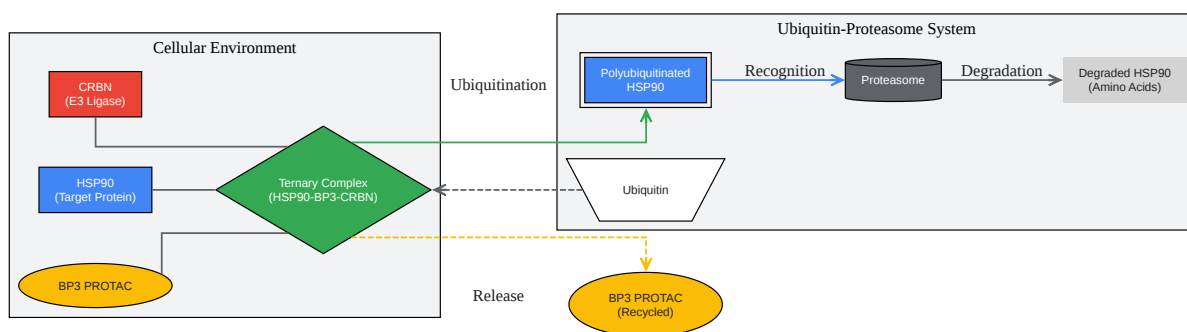 Cellular Environment
CRBN
(E3 Ligase)
HSP90
(Target Protein)
BP3 PROTAC
Ternary Complex
(HSP90-BP3-CRBN)
Ubiquitination
Release
Ubiquitin-Proteasome System
Polyubiquitinated
HSP90
Recognition
Proteasome
Degradation
Degraded HSP90
(Amino Acids)
Ubiquitin
BP3 PROTAC
(Recycled)